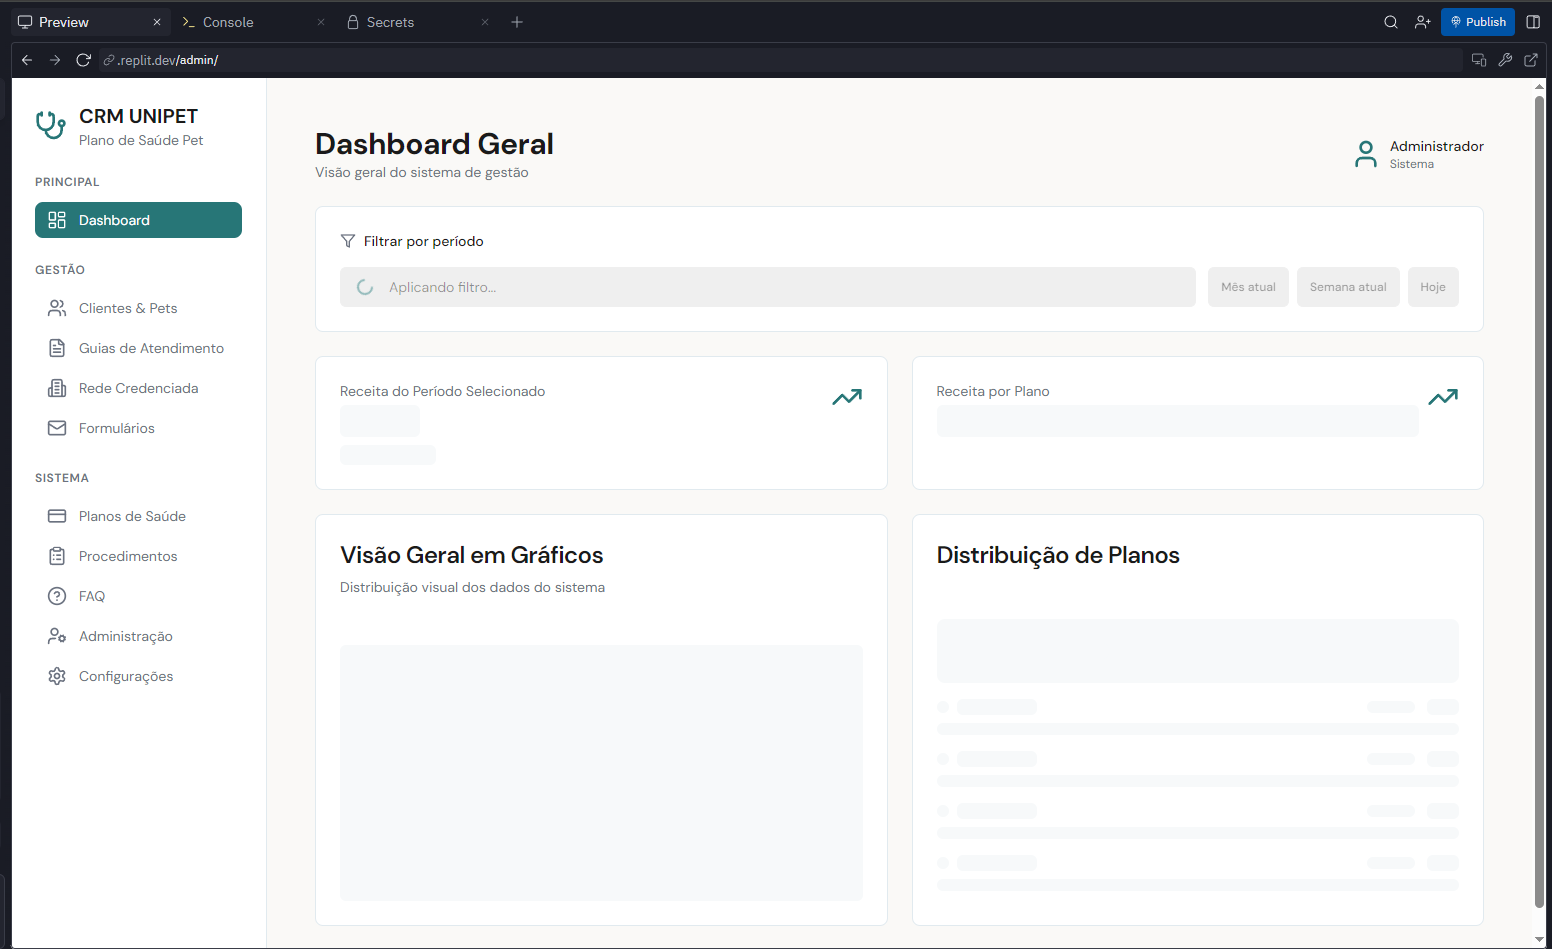 Preview
Console
Secrets
Publish
.replit.dev/admin/
CRM UNIPET
Plano de Saúde Pet
PRINCIPAL
Dashboard
GESTÃO
Clientes & Pets
Guias de Atendimento
Rede Credenciada
Formulários
SISTEMA
Planos de Saúde
Procedimentos
FAQ
Administração
Configurações
Dashboard Geral
Visão geral do sistema de gestão
Administrador
Sistema
Filtrar por período
Aplicando filtro...
Mês atual
Semana atual
Hoje
Receita do Período Selecionado
Receita por Plano
Visão Geral em Gráficos
Distribuição visual dos dados do sistema
Distribuição de Planos